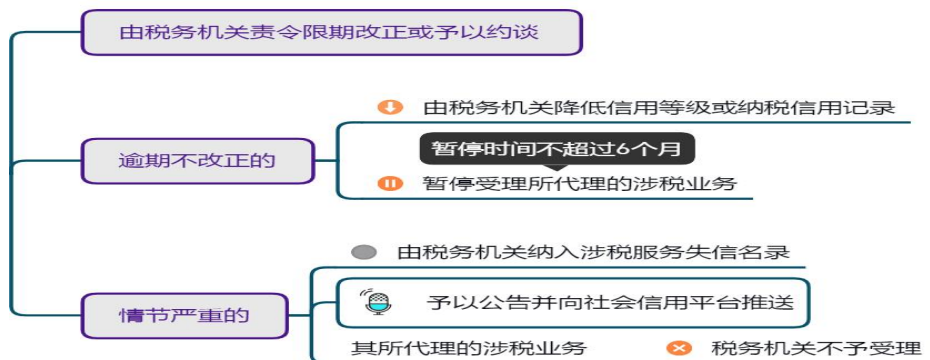 由税务机关责令限期改正或予以约谈
由税务机关降低信用等级或纳税信用记录
逾期不改正的
暂停时间不超过6个月
暂停受理所代理的涉税业务
由税务机关纳入涉税服务失信名录
情节严重的
予以公告并向社会信用平台推送
其所代理的涉税业务 税务机关不予受理